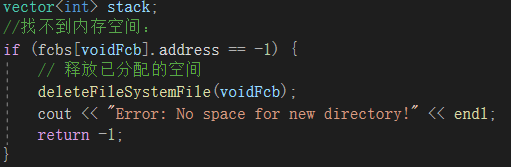 vector<int> stack;
//找不到内存空间：
if (fcbs[voidFcb].address == -1) {
// 释放已分配的空间
deleteFileSystemFile(voidFcb);
cout << "Error: No space for new directory!" << endl;
return -1;
}